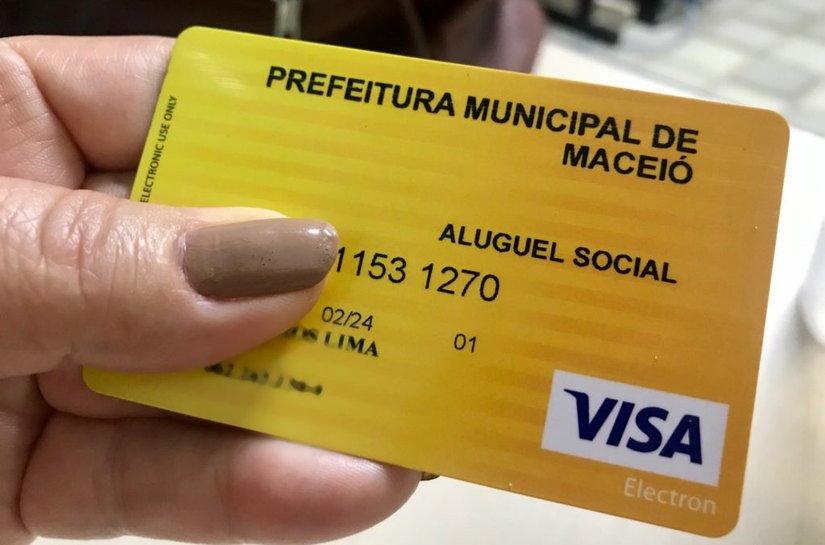 PREFEITURA MUNICIPAL DE
MACEIÓ
ELECTRONIC USE ONLY
ALUGUEL SOCIAL
1153 1270
02/24
01
LIMA
VISA
Electron